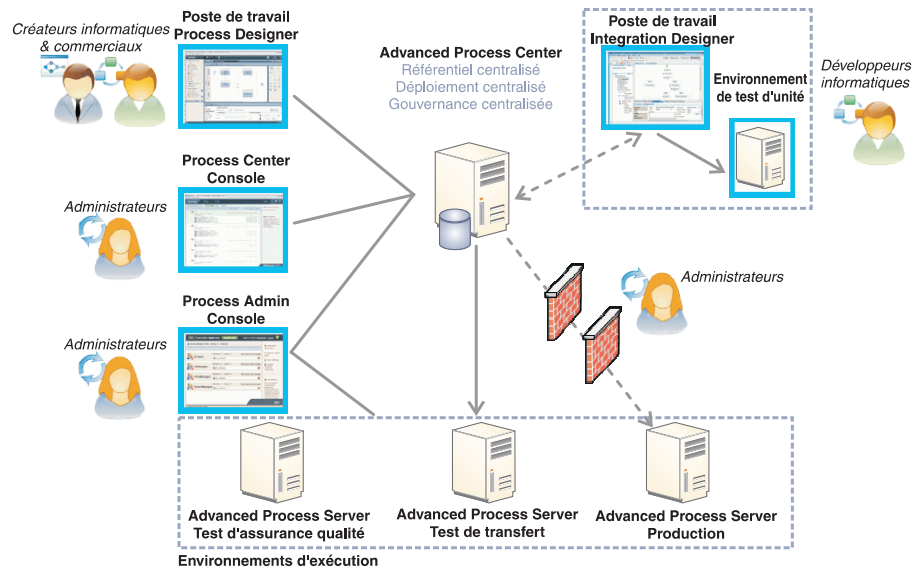 Créateurs informatiques
& commerciaux
Poste de travail
Process Designer
Advanced Process Center
Référentiel centralisé
Déploiement centralisé
Gouvernance centralisée
Poste de travail
Integration Designer
Environnement
de test d'unité
Développeurs
informatiques
Process Center
Console
Administrateurs
Administrateurs
Process Admin
Console
Administrateurs
Advanced Process Server
Test d'assurance qualité
Advanced Process Server
Test de transfert
Advanced Process Server
Production
Environnements d'exécution